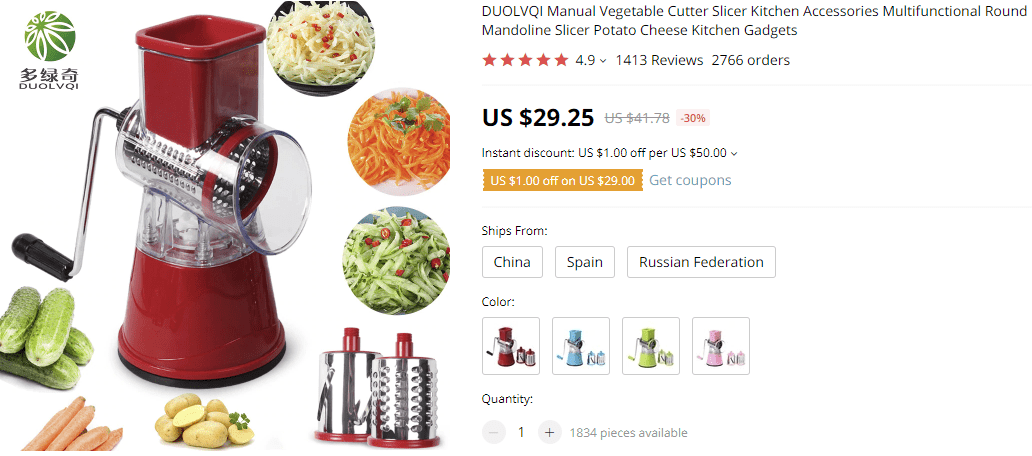 多绿奇
DUOLVQI
DUOLVQI Manual Vegetable Cutter Slicer Kitchen Accessories Multifunctional Round
Mandoline Slicer Potato Cheese Kitchen Gadgets
4.9 1413 Reviews 2766 orders
US $29.25 US $41.78 -30%
Instant discount: US $1.00 off per US $50.00
US $1.00 off on US $29.00 Get coupons
Ships From:
China Spain Russian Federation
Color:
Quantity:
1 1834 pieces available